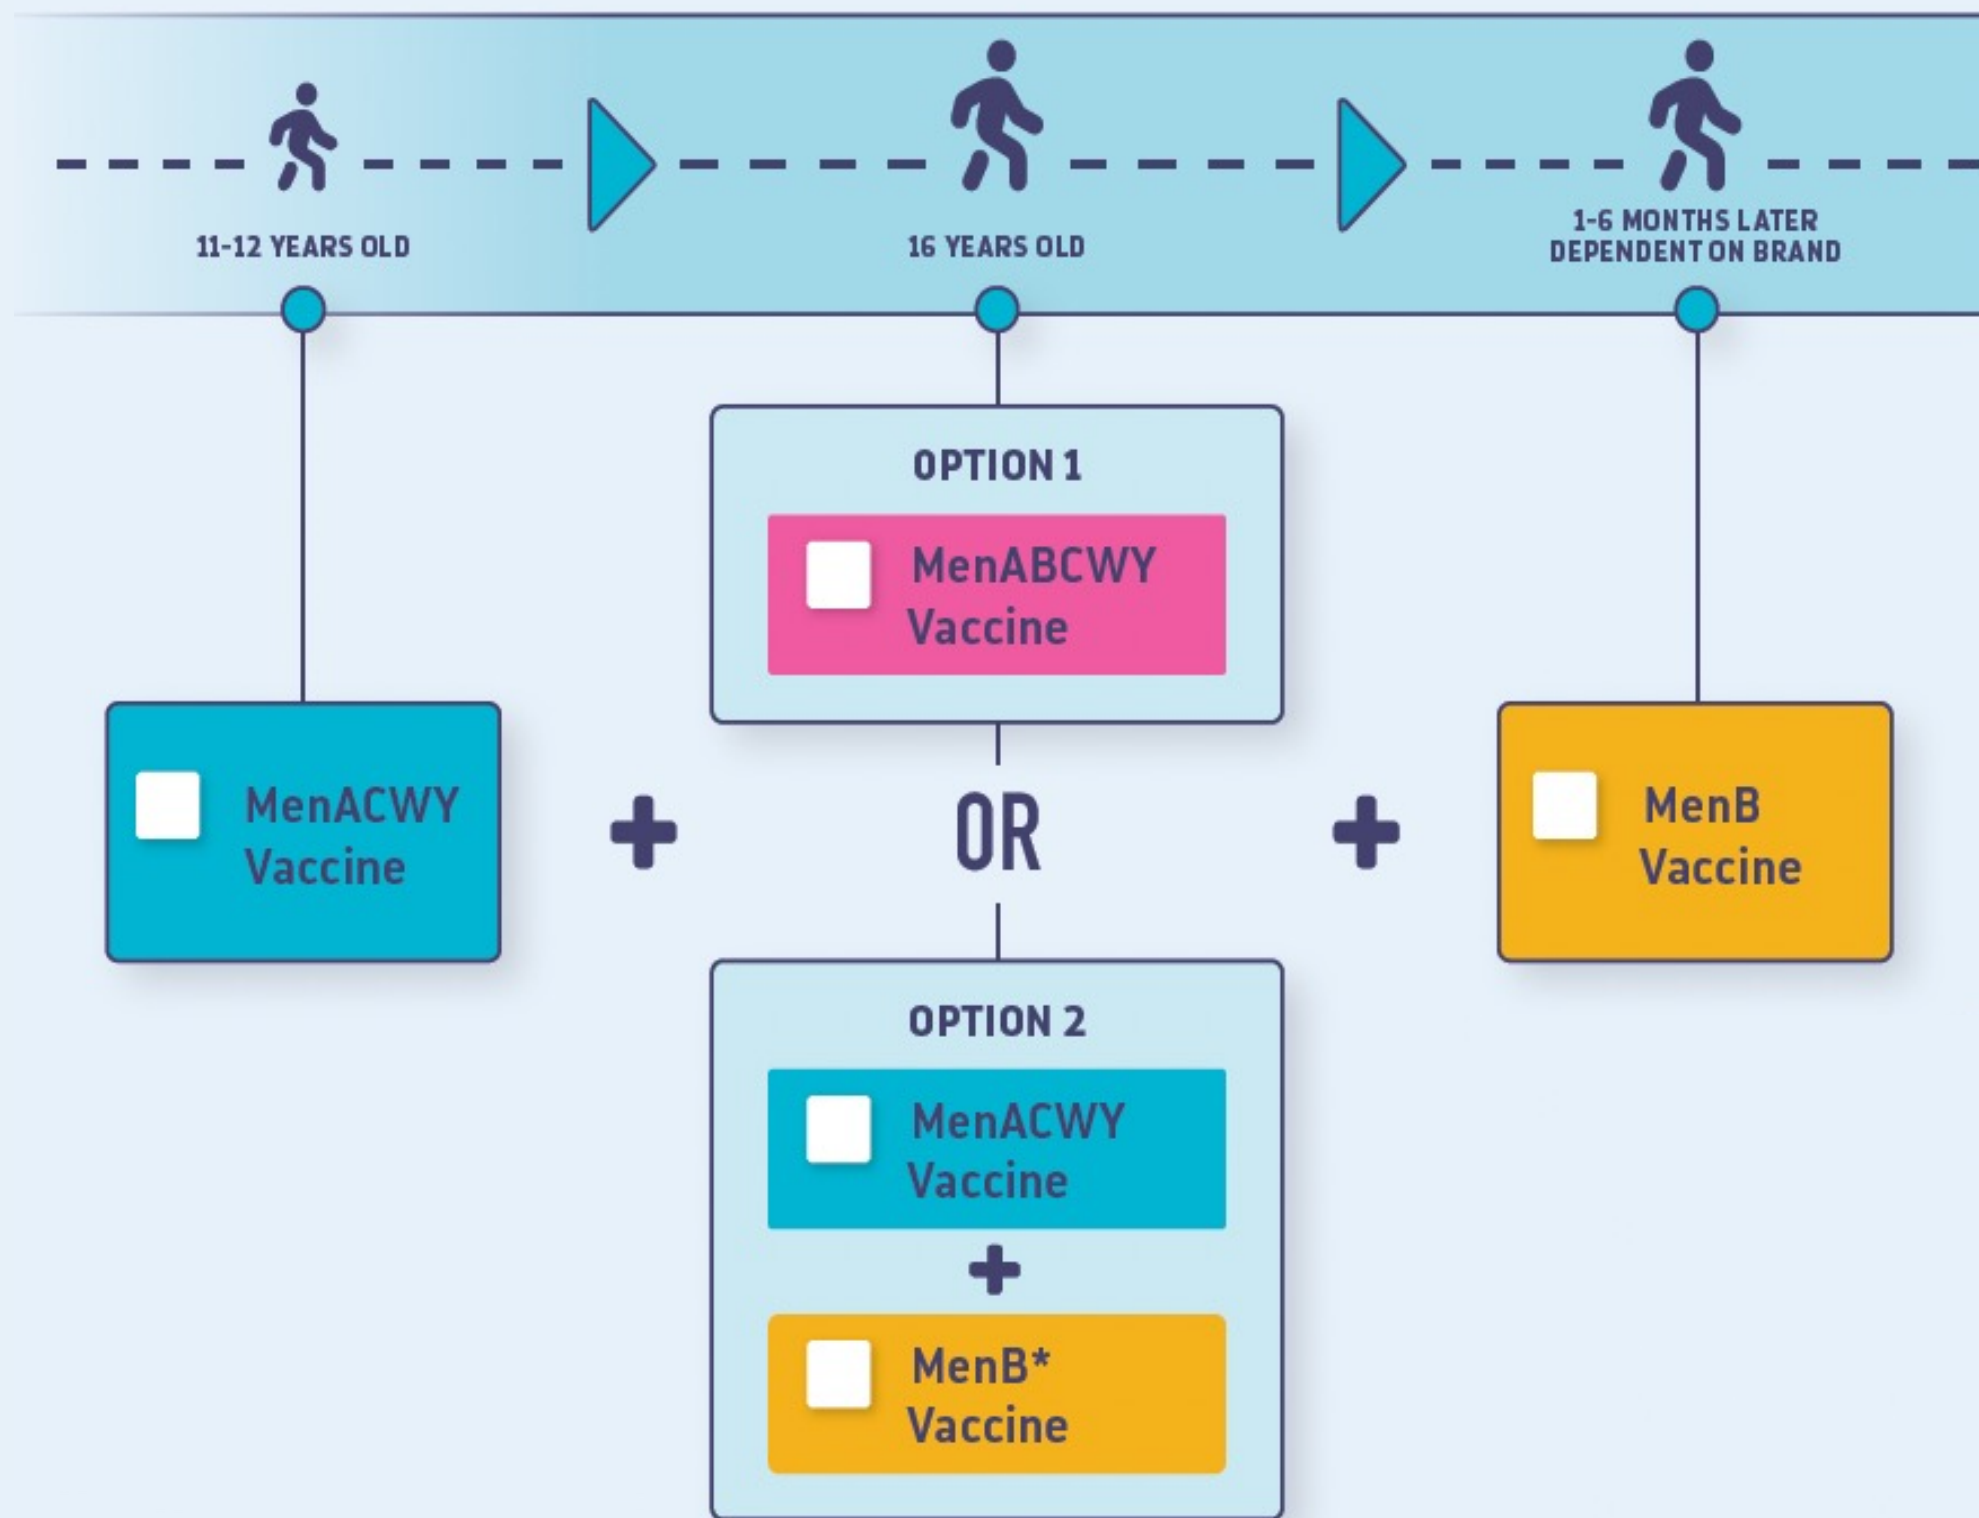 11-12 YEARS OLD
16 YEARS OLD
1-6 MONTHS LATER
DEPENDENT ON BRAND
MenACWY
Vaccine
OPTION 1
MenABCWY
Vaccine
OR
OPTION 2
MenACWY
Vaccine
MenB*
Vaccine
MenB
Vaccine